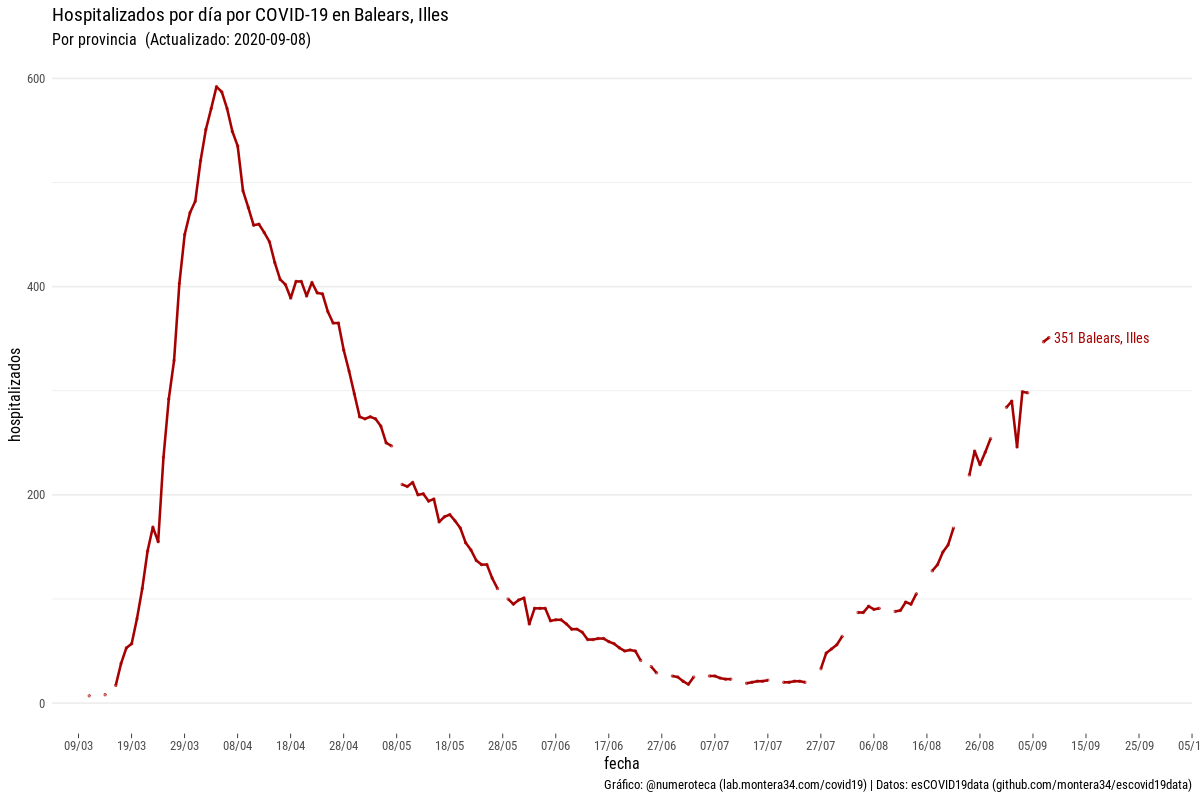 Hospitalizados por día por COVID-19 en Balears, Illes
Por provincia  (Actualizado: 2020-09-08)
hospitalizados
600
400
200
0
351 Balears, Illes
09/03 19/03 29/03 08/04 18/04 28/04 08/05 18/05 28/05 07/06 17/06 27/06 07/07 17/07 27/07 06/08 16/08 26/08 05/09 15/09 25/09 05/1
fecha
Gráfico: @numeroteca (lab.montera34.com/covid19) | Datos: esCOVID19data (github.com/montera34/escovid19data)